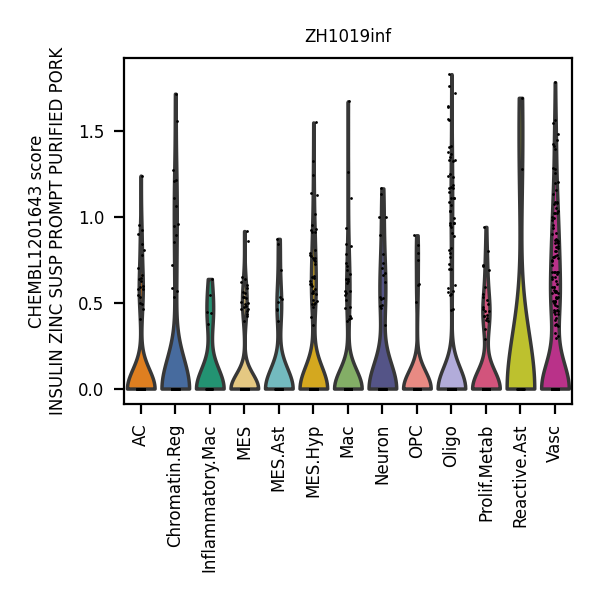 ZH1019inf
CHEMBL1201643 score
INSULIN ZINC SUSP PROMPT PURIFIED PORK
1.5
1.0
0.5
0.0
AC
Chromatin.Reg
Inflammatory.Mac
MES
MES.Ast
MES.Hyp
Mac
Neuron
OPC
Oligo
Prolif.Metab
Reactive.Ast
Vasc